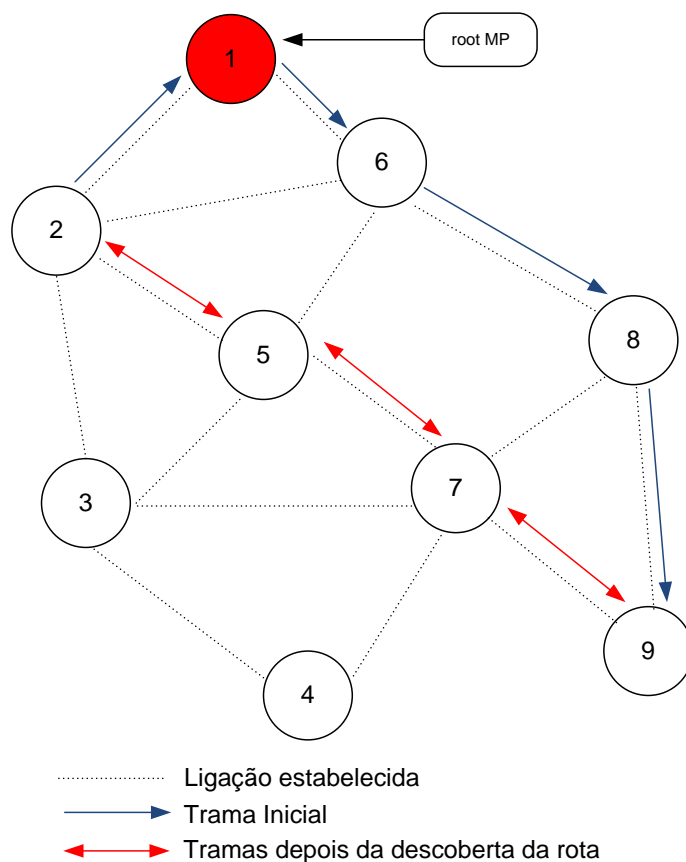 1
root MP
6
2
5
8
3
7
9
4
Ligação estabelecida
Trama Inicial
Tramas depois da descoberta da rota